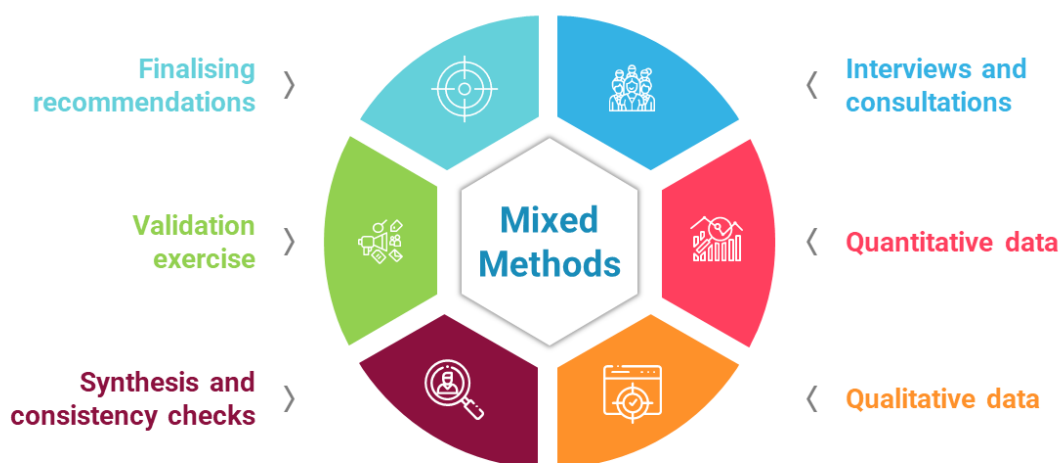 Finalising
recommendations
Interviews and
consultations
Validation
exercise
Mixed
Methods
Quantitative data
Synthesis and
consistency checks
Qualitative data